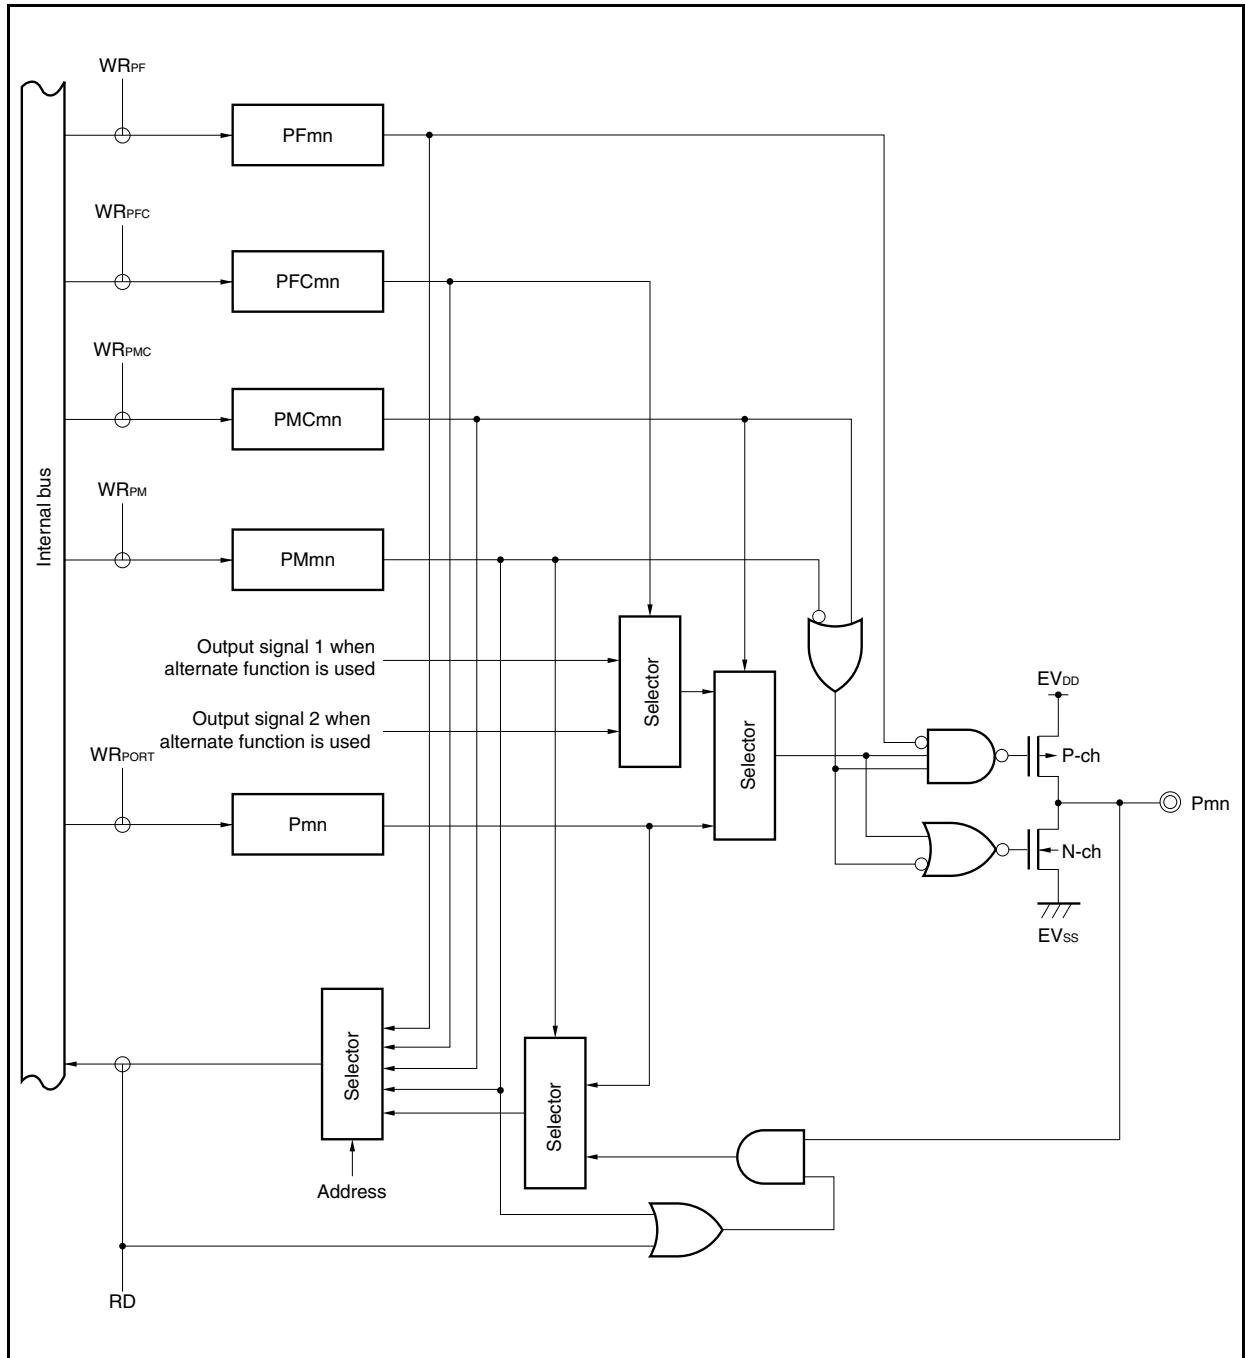 WRPF
PFmn
WRPFC
PFCmn
WRPMC
PMCmn
WRPM
PMmn
Internal bus
Output signal 1 when
alternate function is used
Output signal 2 when
alternate function is used
Selector
Selector
WRPORT
Pmn
EVDD
P-ch
Pmn
N-ch
EVSS
Selector
Selector
Address
RD